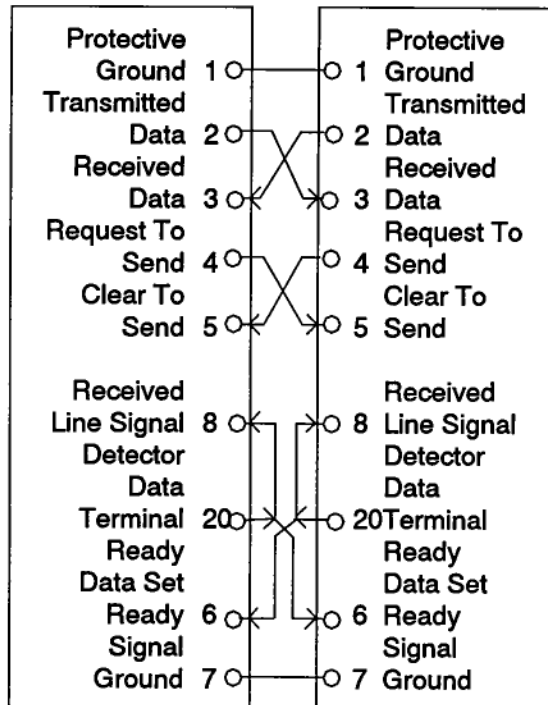 Protective
Ground 1
Transmitted
Data 2
Received
Data 3
Request To
Send 4
Clear To
Send 5
Received
Line Signal 8
Detector
Data
Terminal 20
Ready
Data Set
Ready 6
Signal
Ground 7
Protective
1 Ground
Transmitted
2 Data
Received
3 Data
Request To
4 Send
Clear To
5 Send
Received
8 Line Signal
Detector
Data
20 Terminal
Ready
Data Set
6 Ready
Signal
7 Ground